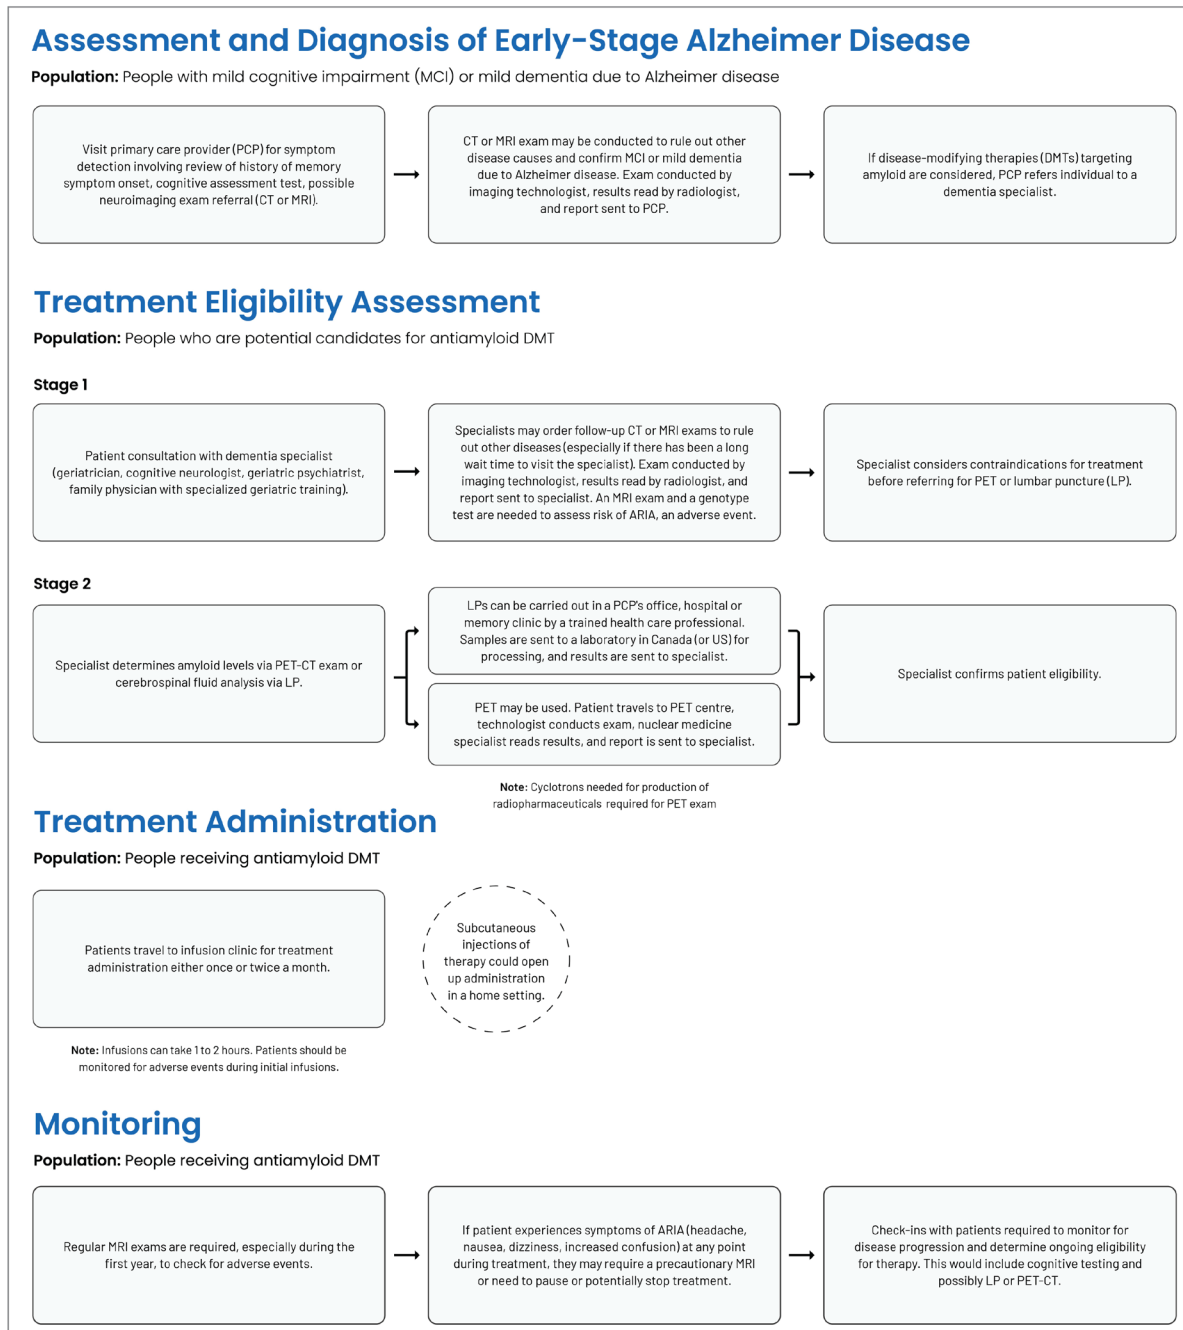 Assessment and Diagnosis of Early-Stage Alzheimer Disease
Population: People with mild cognitive impairment (MCI) or mild dementia due to Alzheimer disease
Visit primary care provider (PCP) for symptom
detection involving review of history of memory
symptom onset, cognitive assessment test, possible
neuroimaging exam referral (CT or MRI).
CT or MRI exam may be conducted to rule out other
disease causes and confirm MCI or mild dementia
due to Alzheimer disease. Exam conducted by
imaging technologist, results read by radiologist,
and report sent to PCP.
If disease-modifying therapies (DMTs) targeting
amyloid are considered, PCP refers individual to a
dementia specialist.
Treatment Eligibility Assessment
Population: People who are potential candidates for antiamyloid DMT
Stage 1
Patient consultation with dementia specialist
(geriatrician, cognitive neurologist, geriatric psychiatrist,
family physician with specialized geriatric training).
Specialists may order follow-up CT or MRI exams to rule
out other diseases (especially if there has been a long
wait time to visit the specialist). Exam conducted by
imaging technologist, results read by radiologist, and
report sent to specialist. An MRI exam and a genotype
test are needed to assess risk of ARIA, an adverse event.
Specialist considers contraindications for treatment
before referring for PET or lumbar puncture (LP).
Stage 2
Specialist determines amyloid levels via PET-CT exam or
cerebrospinal fluid analysis via LP.
LPs can be carried out in a PCP's office, hospital or
memory clinic by a trained health care professional.
Samples are sent to a laboratory in Canada (or US) for
processing, and results are sent to specialist.
PET may be used. Patient travels to PET centre,
technologist conducts exam, nuclear medicine
specialist reads results, and report is sent to specialist.
Note: Cyclotrons needed for production of
radiopharmaceuticals required for PET exam
Specialist confirms patient eligibility.
Treatment Administration
Population: People receiving antiamyloid DMT
Patients travel to infusion clinic for treatment
administration either once or twice a month.
Note: Infusions can take 1 to 2 hours. Patients should be
monitored for adverse events during initial infusions.
Subcutaneous
injections of
therapy could open
up administration
in a home setting.
Monitoring
Population: People receiving antiamyloid DMT
Regular MRI exams are required, especially during the
first year, to check for adverse events.
If patient experiences symptoms of ARIA (headache,
nausea, dizziness, increased confusion) at any point
during treatment, they may require a precautionary MRI
or need to pause or potentially stop treatment.
Check-ins with patients required to monitor for
disease progression and determine ongoing eligibility
for therapy. This would include cognitive testing and
possibly LP or PET-CT.